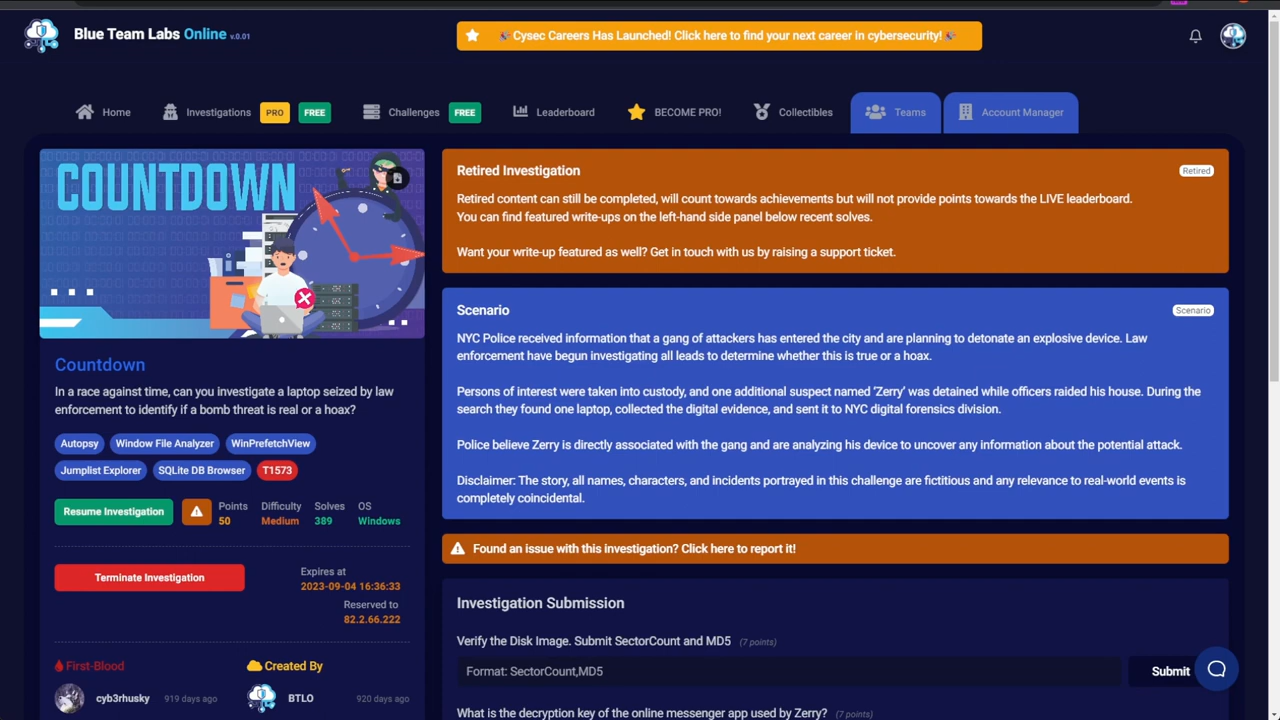 Blue Team Labs Online v.0.01
🎉 Cysec Careers Has Launched! Click here to find your next career in cybersecurity! 🎉
Home
Investigations PRO FREE
Challenges FREE
Leaderboard
BECOME PRO!
Collectibles
Teams
Account Manager
COUNTDOWN
Countdown
In a race against time, can you investigate a laptop seized by law
enforcement to identify if a bomb threat is real or a hoax?
Autopsy
Window File Analyzer
WinPrefetchView
Jumplist Explorer
SQLite DB Browser
T1573
Resume Investigation
Points
50
Difficulty
Medium
Solves
389
OS
Windows
Terminate Investigation
Expires at
2023-09-04 16:36:33
Reserved to
82.2.66.222
First-Blood
cyb3rhusky 919 days ago
Created By
BTLO 920 days ago
Retired Investigation
Retired
Retired content can still be completed, will count towards achievements but will not provide points towards the LIVE leaderboard.
You can find featured write-ups on the left-hand side panel below recent solves.
Want your write-up featured as well? Get in touch with us by raising a support ticket.
Scenario
Scenario
NYC Police received information that a gang of attackers has entered the city and are planning to detonate an explosive device. Law
enforcement have begun investigating all leads to determine whether this is true or a hoax.
Persons of interest were taken into custody, and one additional suspect named ‘Zerry’ was detained while officers raided his house. During the
search they found one laptop, collected the digital evidence, and sent it to NYC digital forensics division.
Police believe Zerry is directly associated with the gang and are analyzing his device to uncover any information about the potential attack.
Disclaimer: The story, all names, characters, and incidents portrayed in this challenge are fictitious and any relevance to real-world events is
completely coincidental.
Found an issue with this investigation? Click here to report it!
Investigation Submission
Verify the Disk Image. Submit SectorCount and MD5 (7 points)
Format: SectorCount,MD5
Submit
What is the decryption key of the online messenger app used by Zerry? (7 points)